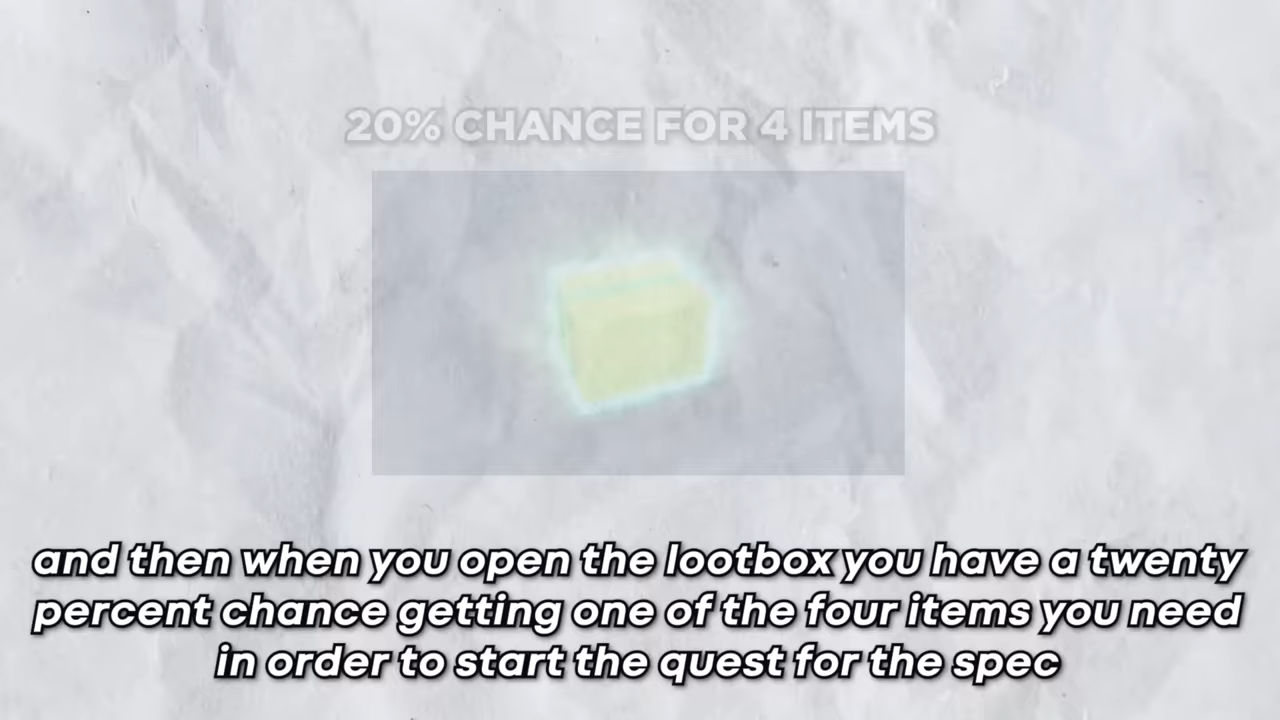 20% CHANCE FOR 4 ITEMS
and then when you open the lootbox you have a twenty
percent chance getting one of the four items you need
in order to start the quest for the spec